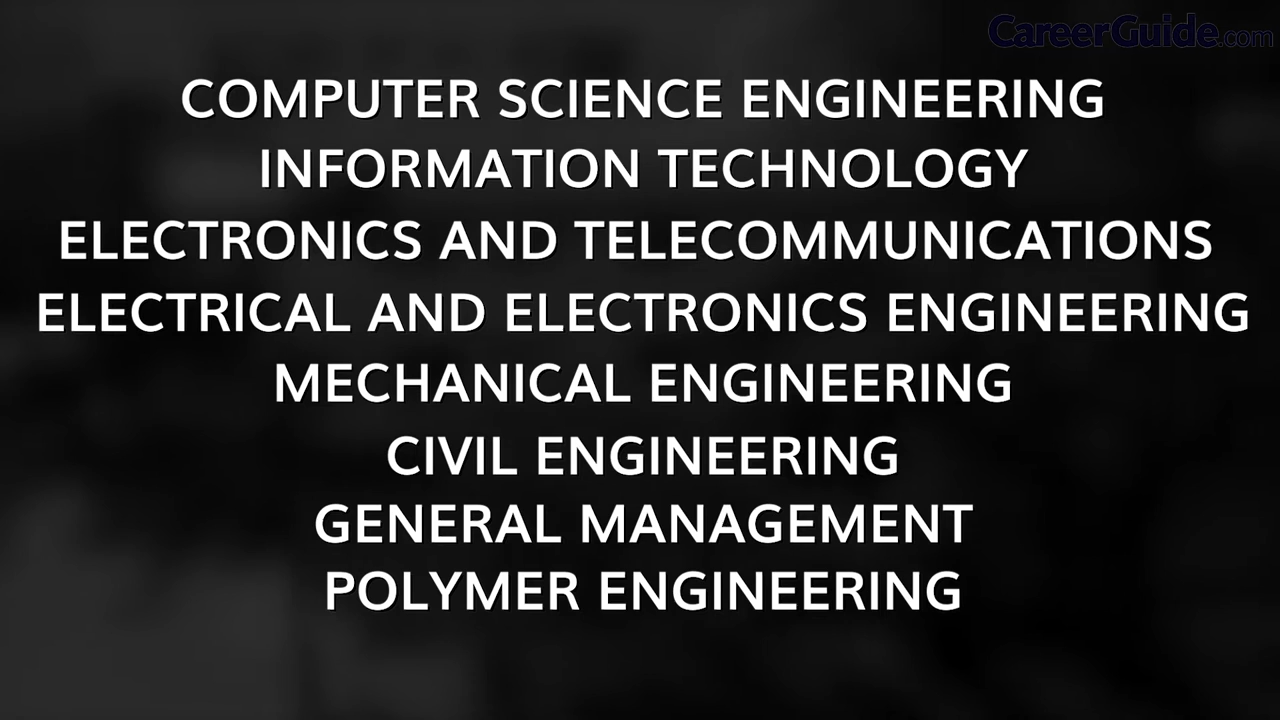 CareerGuide.com
COMPUTER SCIENCE ENGINEERING
INFORMATION TECHNOLOGY
ELECTRONICS AND TELECOMMUNICATIONS
ELECTRICAL AND ELECTRONICS ENGINEERING
MECHANICAL ENGINEERING
CIVIL ENGINEERING
GENERAL MANAGEMENT
POLYMER ENGINEERING